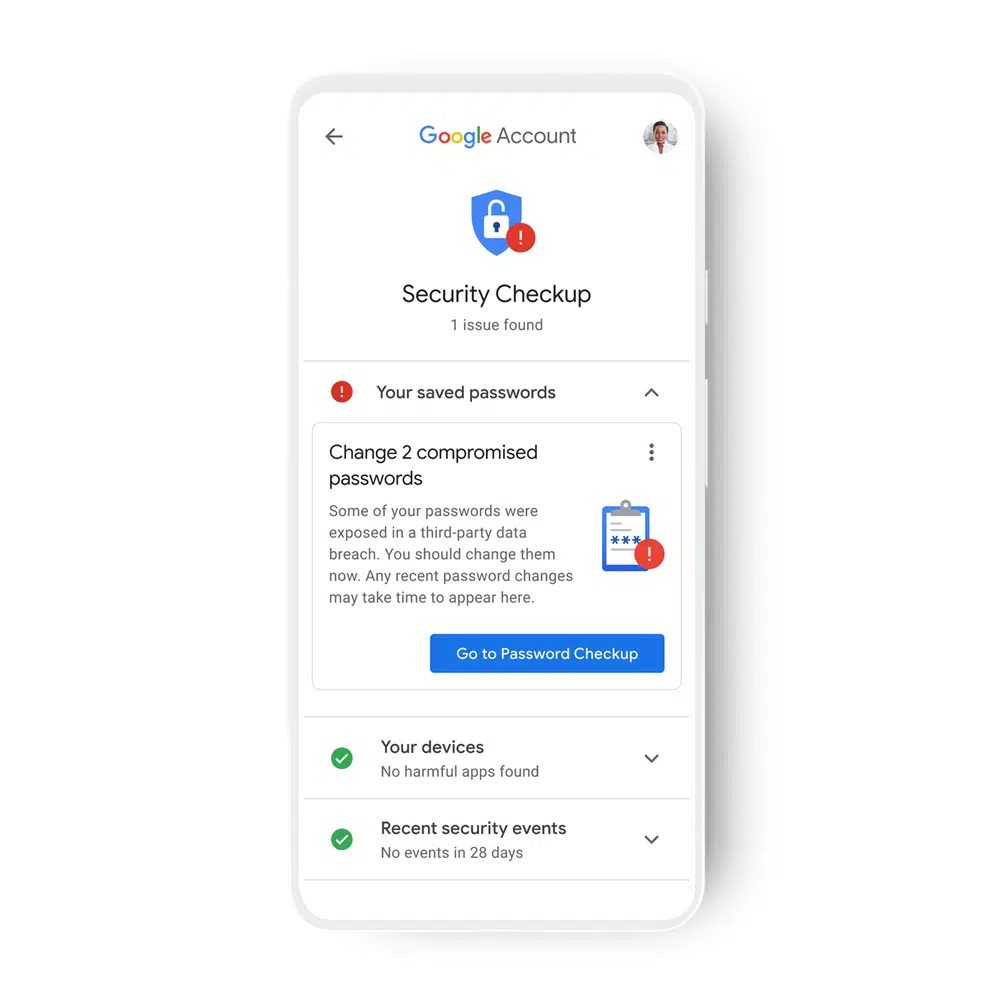 Google Account
Security Checkup
1 issue found
Your saved passwords
Change 2 compromised
passwords
Some of your passwords were
exposed in a third-party data
breach. You should change them
now. Any recent password changes
may take time to appear here.
***
Go to Password Checkup
Your devices
No harmful apps found
Recent security events
No events in 28 days